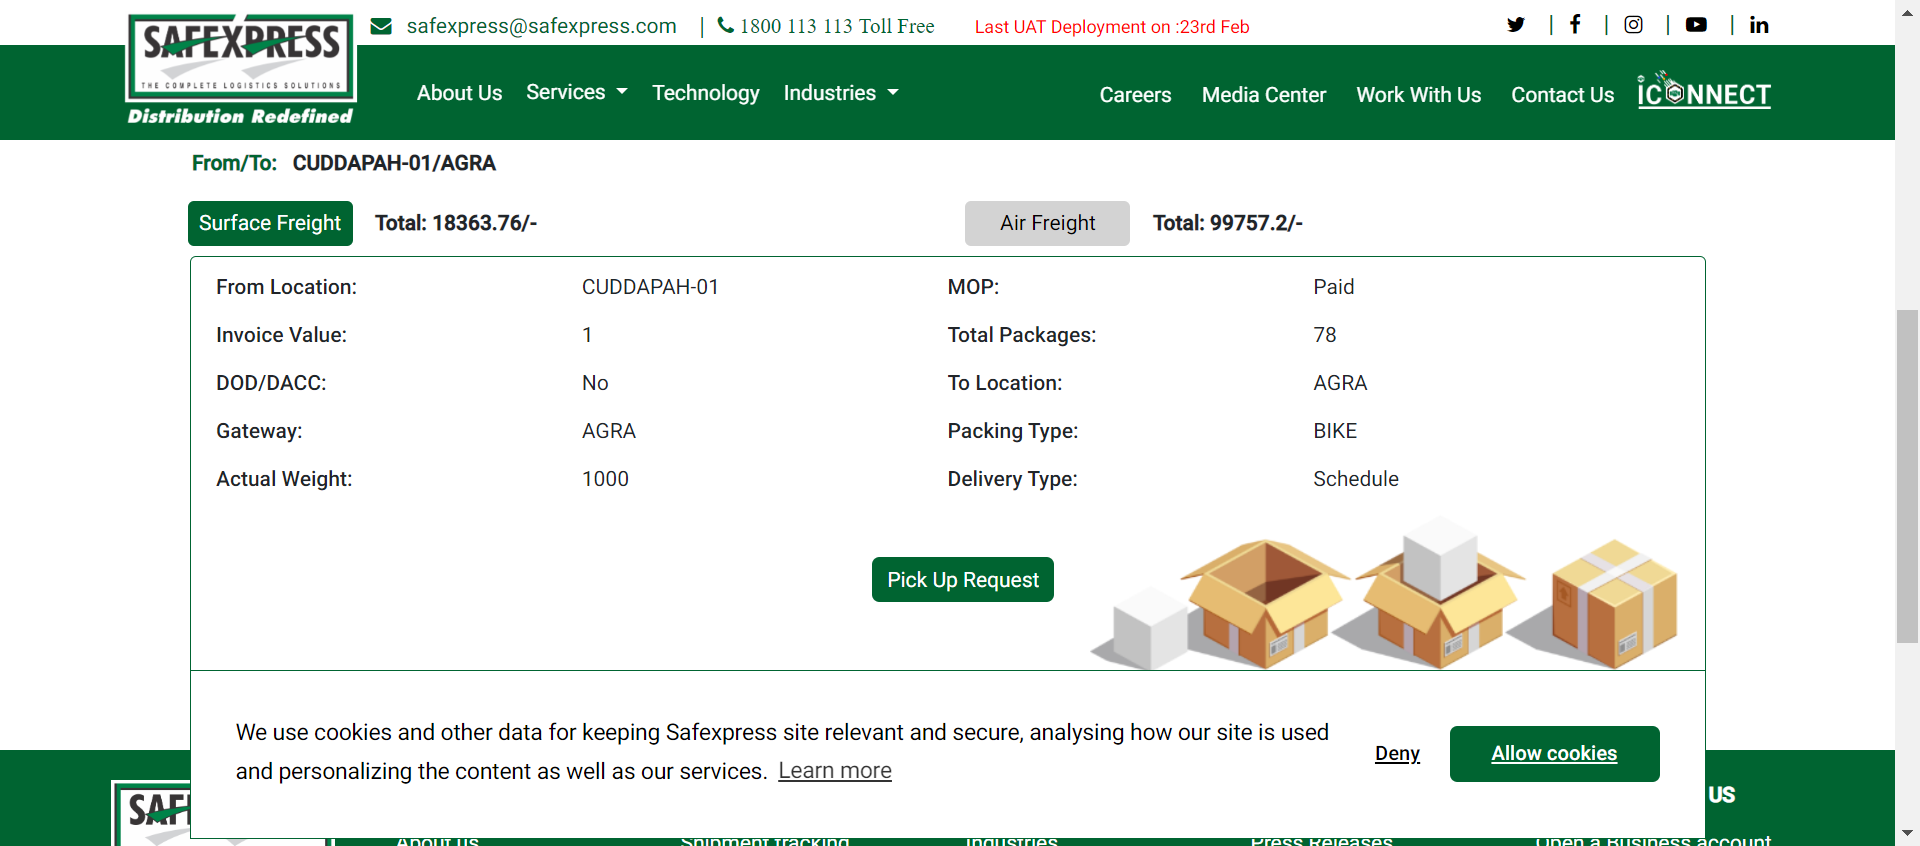 SAFEXPRESS
THE COMPLETE LOGISTICS SOLUTIONS
Distribution Redefined
safexpress@safexpress.com | 1800 113 113 Toll Free Last UAT Deployment on :23rd Feb
About Us Services Technology Industries Careers Media Center Work With Us Contact Us iCONNECT
From/To: CUDDAPAH-01/AGRA
Surface Freight Total: 18363.76/- Air Freight Total: 99757.2/-
From Location: CUDDAPAH-01 MOP: Paid
Invoice Value: 1 Total Packages: 78
DOD/DACC: No To Location: AGRA
Gateway: AGRA Packing Type: BIKE
Actual Weight: 1000 Delivery Type: Schedule
Pick Up Request
We use cookies and other data for keeping Safexpress site relevant and secure, analysing how our site is used
and personalizing the content as well as our services. Learn more
Deny Allow cookies
US
About Us Shipment tracking Industries Press Releases Open a Business account